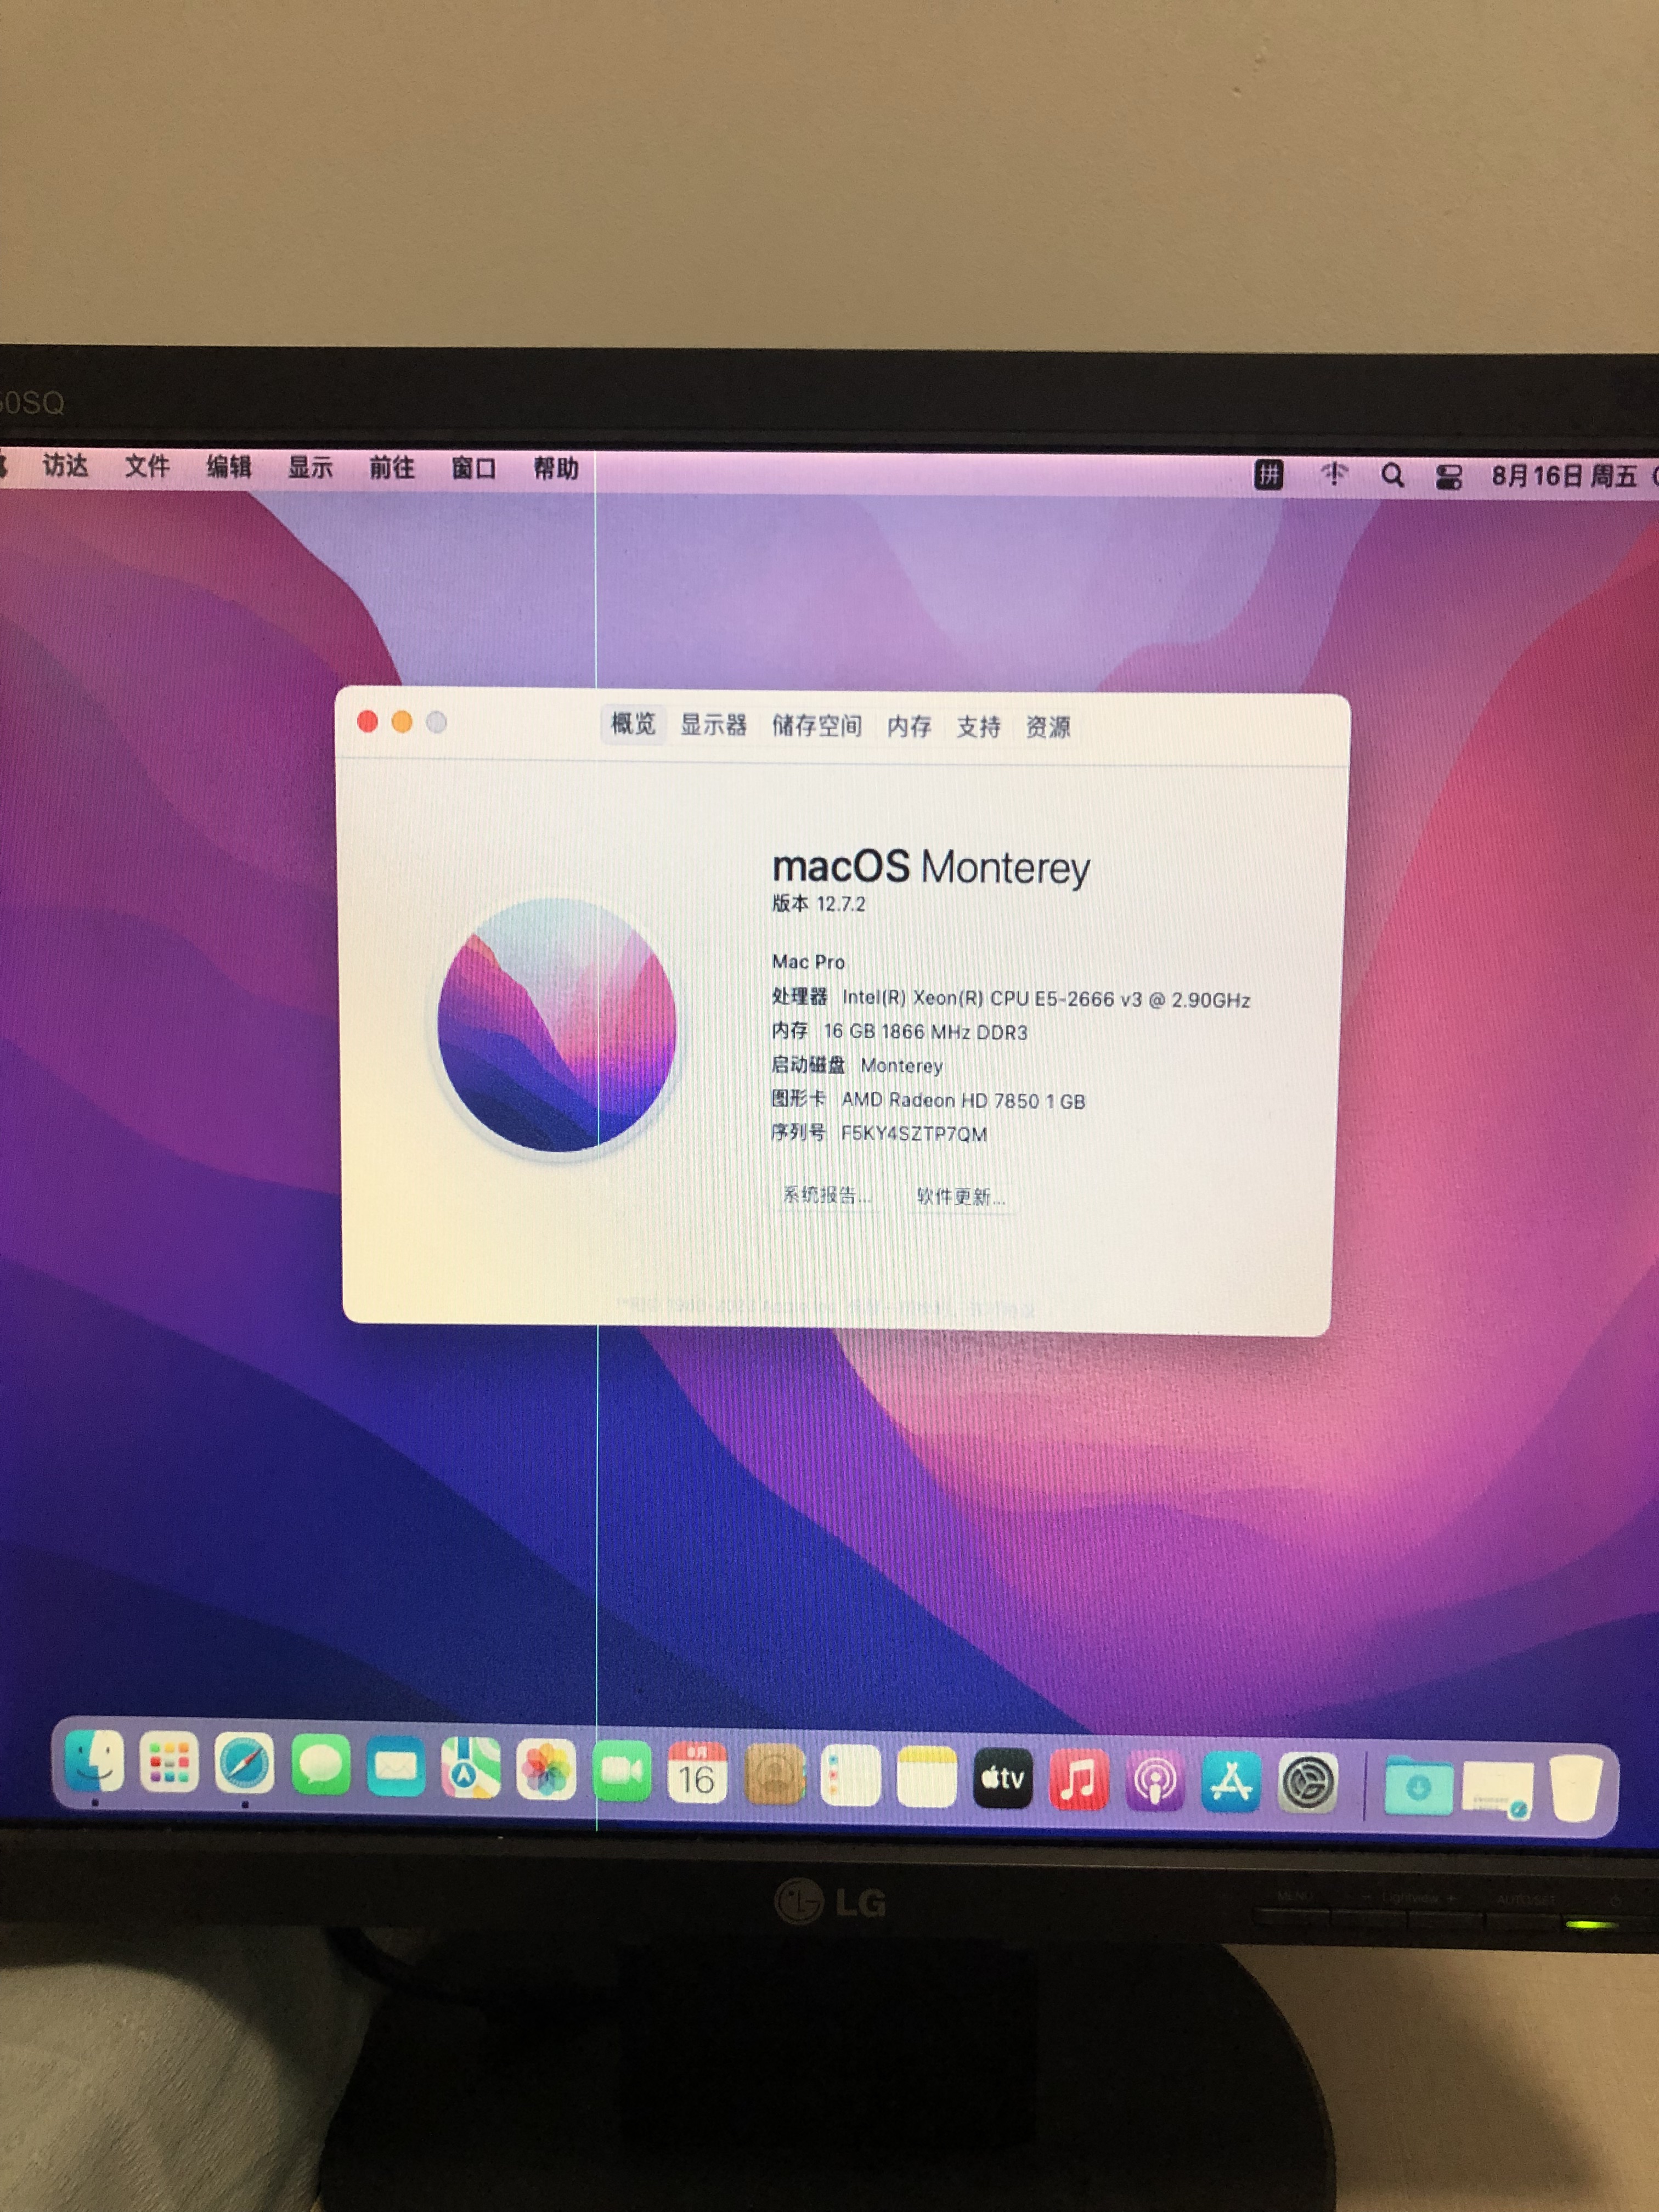 50SQ
访达 文件 编辑 显示 前往 窗口 帮助 拼 8月16日 周五
概览 显示器 储存空间 内存 支持 资源
macOS Monterey
版本 12.7.2
Mac Pro
处理器 Intel(R) Xeon(R) CPU E5-2666 v3 @ 2.90GHz
内存 16 GB 1866 MHz DDR3
启动磁盘 Monterey
图形卡 AMD Radeon HD 7850 1 GB
序列号 F5KY4SZTP7QM
系统报告... 软件更新...
8月
16
tv
LG
MENU - Lightview + AUTO/SET